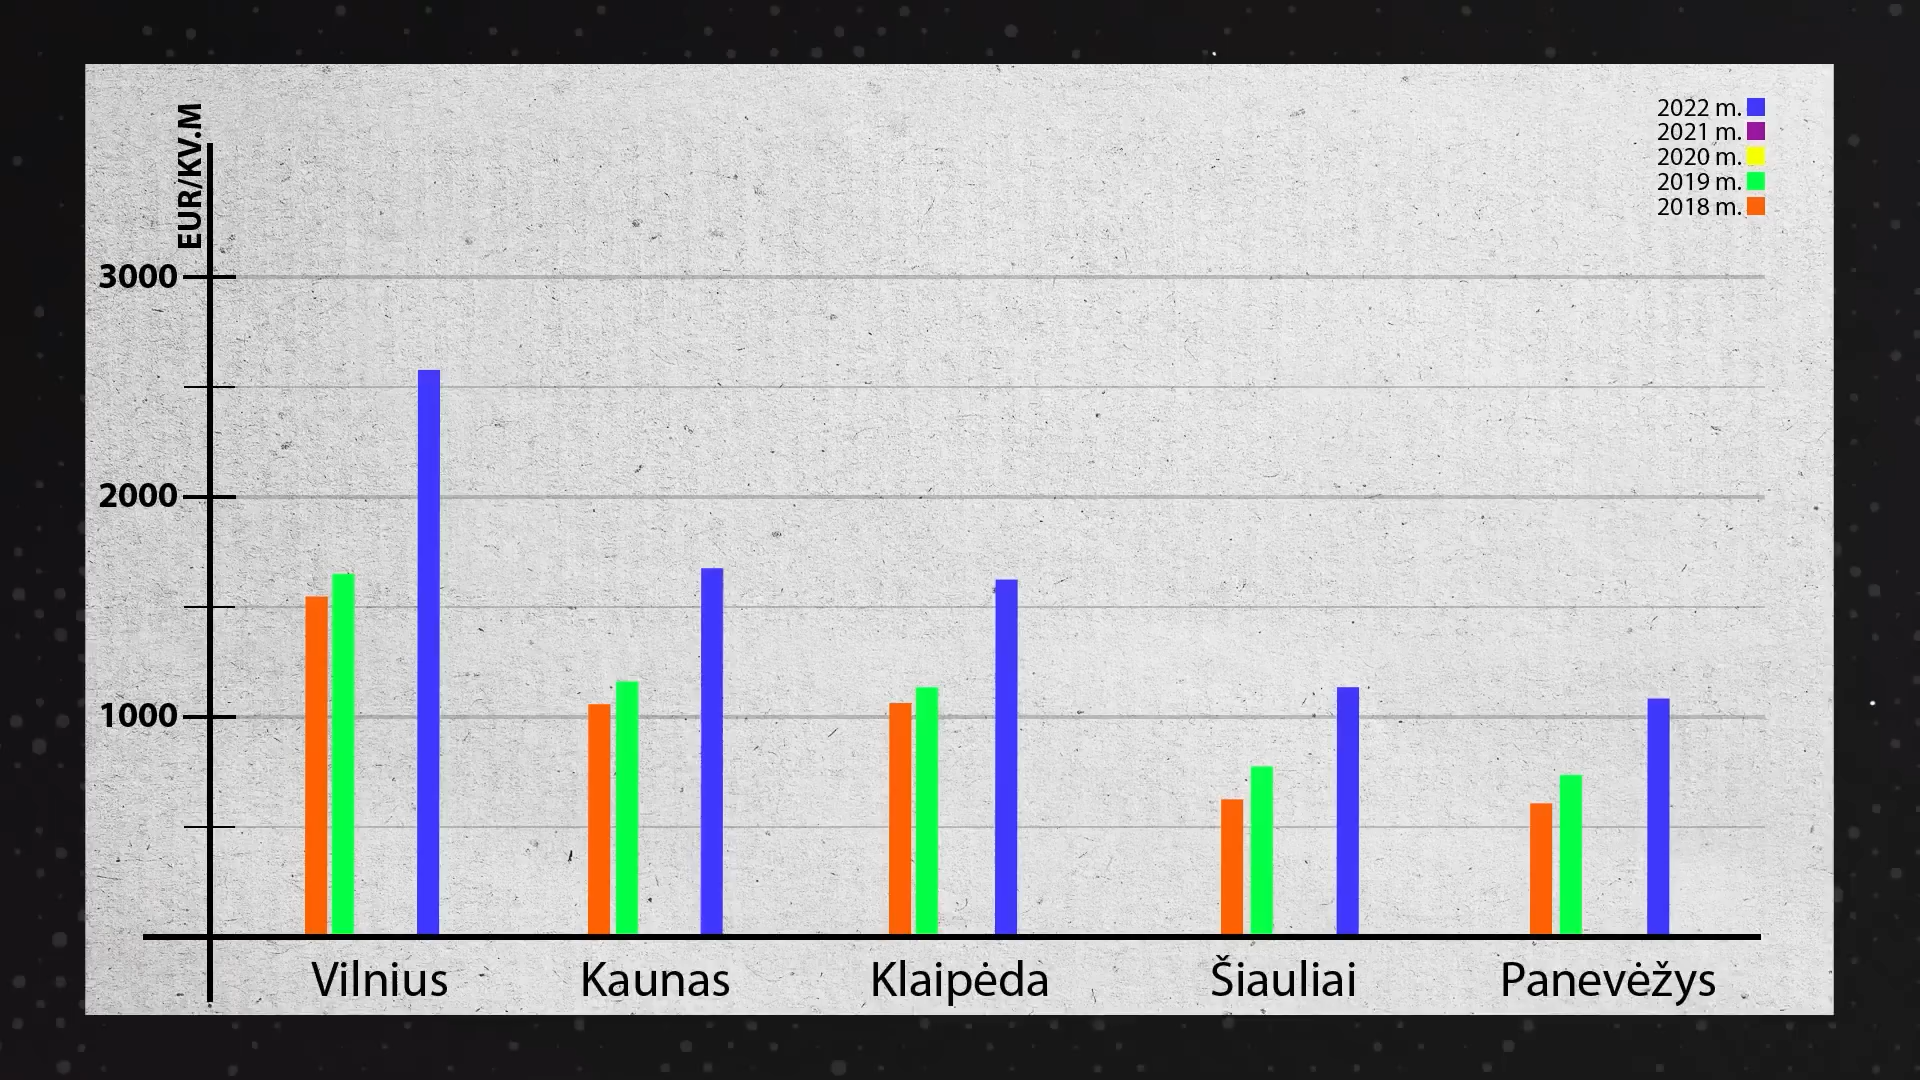 EUR/KV.M
2022 m.
2021 m.
2020 m.
2019 m.
2018 m.
3000
2000
1000
Vilnius
Kaunas
Klaipėda
Šiauliai
Panevėžys